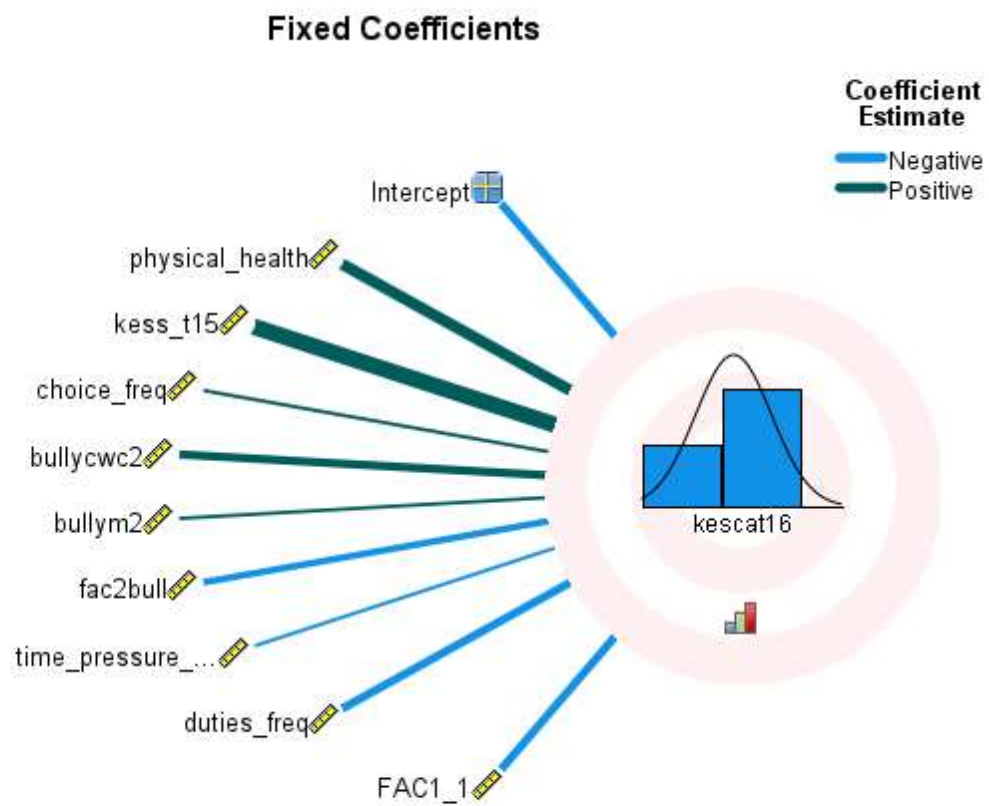 Fixed Coefficients
Coefficient
Estimate
Negative
Positive
Intercept
physical_health
kess_t15
choice_freq
bullycwc2
bullym2
fac2bull
time_pressure_...
duties_freq
FAC1_1
kescat16